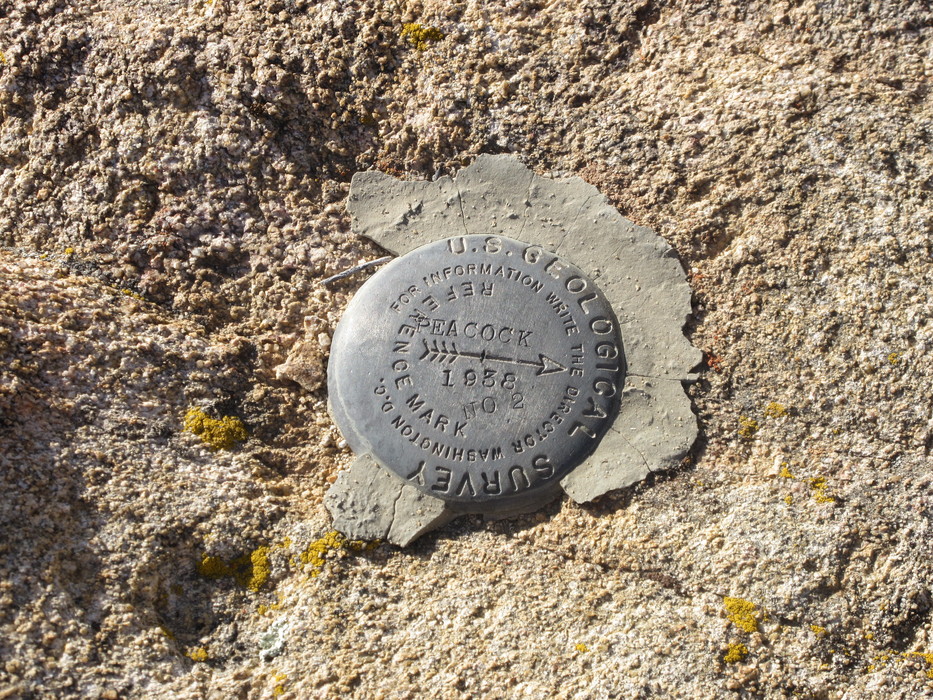 U.S. GEOLOGICAL SURVEY
FOR INFORMATION WRITE THE DIRECTOR WASHINGTON D.C.
REFERENCE MARK
PEACOCK
1938
NO 2